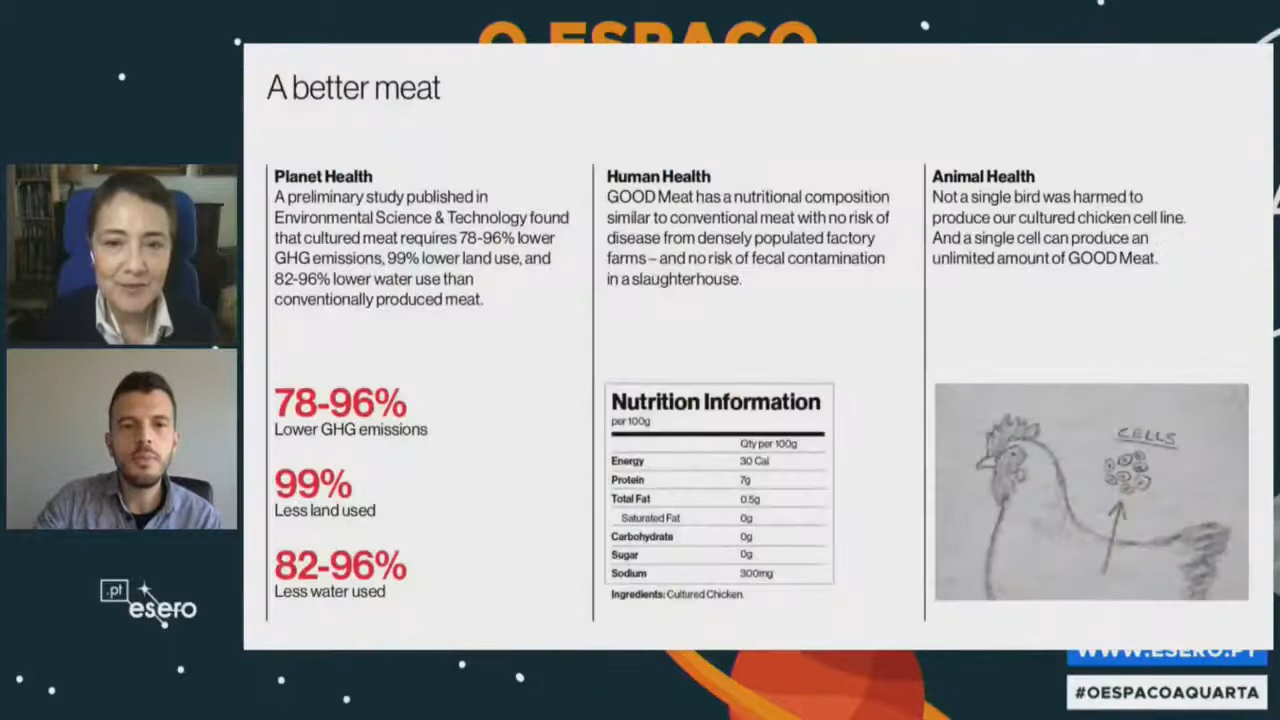 O ESPAÇO
A better meat
Planet Health
A preliminary study published in
Environmental Science & Technology found
that cultured meat requires 78-96% lower
GHG emissions, 99% lower land use, and
82-96% lower water use than
conventionally produced meat.
78-96%
Lower GHG emissions
99%
Less land used
82-96%
Less water used
Human Health
GOOD Meat has a nutritional composition
similar to conventional meat with no risk of
disease from densely populated factory
farms – and no risk of fecal contamination
in a slaughterhouse.
Nutrition Information
per 100g
Qty per 100g
Energy 30 Cal
Protein 7g
Total Fat 0.5g
Saturated Fat 0g
Carbohydrate 0g
Sugar 0g
Sodium 300mg
Ingredients: Cultured Chicken.
Animal Health
Not a single bird was harmed to
produce our cultured chicken cell line.
And a single cell can produce an
unlimited amount of GOOD Meat.
CELLS
.pt
esero
WWW.ESERO.PT
#OESPACOAQUARTA